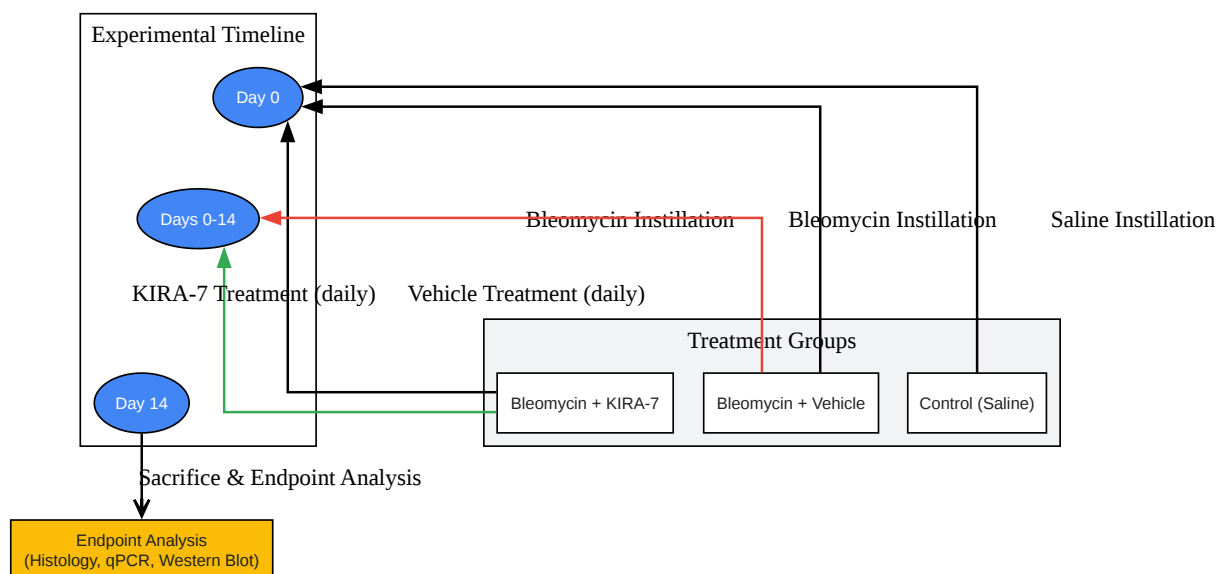 Experimental Timeline
Day 0
Days 0-14
Bleomycin Instillation
Bleomycin Instillation
Saline Instillation
KIRA-7 Treatment (daily)
Vehicle Treatment (daily)
Treatment Groups
Day 14
Bleomycin + KIRA-7
Bleomycin + Vehicle
Control (Saline)
Sacrifice & Endpoint Analysis
Endpoint Analysis
(Histology, qPCR, Western Blot)